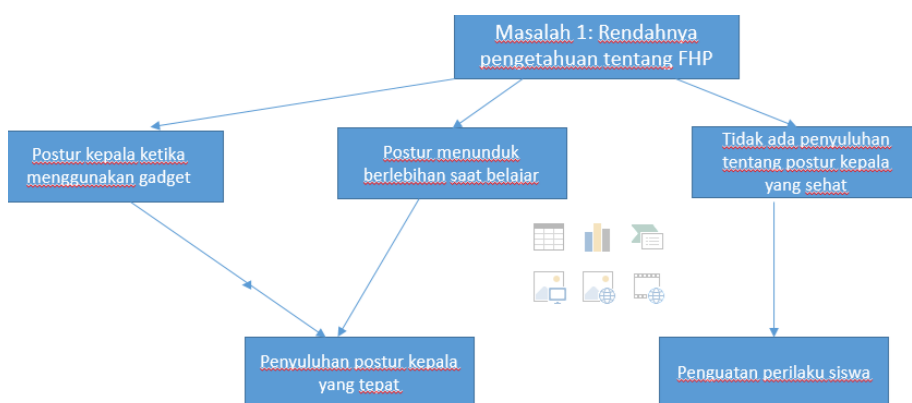 Masalah 1: Rendahnya
pengetahuan tentang FHP
Postur kepala ketika
menggunakan gadget
Postur menunduk
berlebihan saat belajar
Tidak ada penyuluhan
tentang postur kepala
yang sehat
Penyuluhan postur kepala
yang tepat
Penguatan perilaku siswa